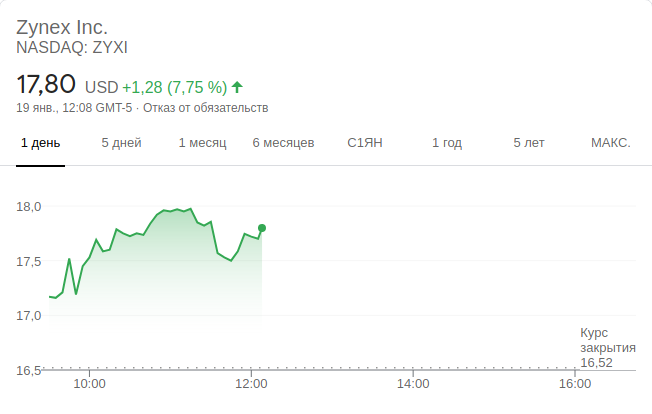 Zynex Inc.
NASDAQ: ZYXI
17,80 USD +1,28 (7,75 %)
19 янв., 12:08 GMT-5 · Отказ от обязательств
1 день 5 дней 1 месяц 6 месяцев С1ЯН 1 год 5 лет МАКС.
18,0
17,5
17,0
Курс
закрытия
16,52
16,5
10:00 12:00 14:00 16:00